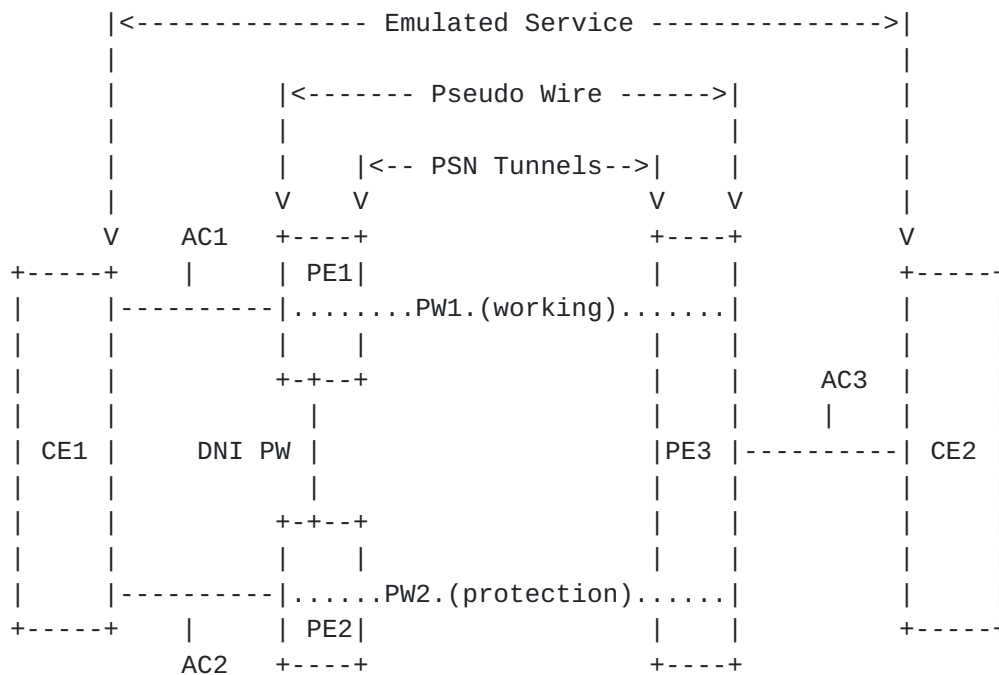 |<--------------- Emulated Service --------------->|
|<------- Pseudo Wire ------>|
|<-- PSN Tunnels-->|
V V V V
V AC1 +----+ +----+ V
+-----+ | | PE1| | | +-----
| |----------|........PW1.(working).......| |
| | | | | | |
| | +-+--+ | | AC3 |
| | | | | | |
| CE1 | DNI PW | |PE3 |----------| CE2
| | | | | |
| | +-+--+ | | |
| | | | | | |
| |----------|......PW2.(protection)......| |
+-----+ | | PE2| | | +-----
AC2 +----+ +----+